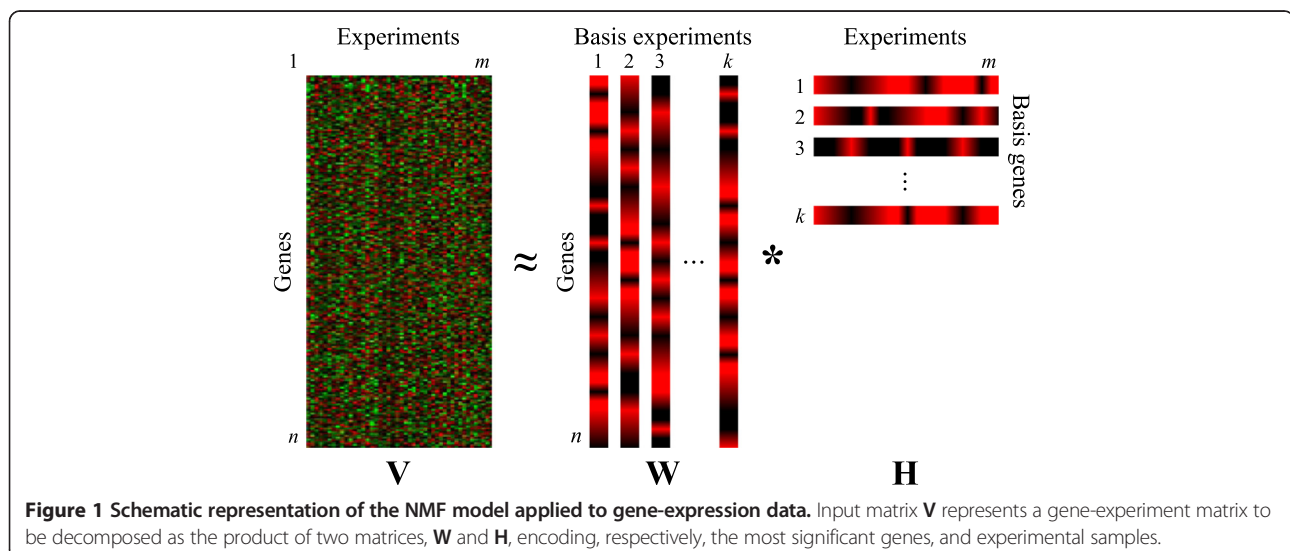 Experiments
1 m
Genes
n
V
≈
Basis experiments
1 2 3 k
Genes
...
n
W
*
Experiments
m
1
2
3
⋮
k
Basis genes
H
Figure 1 Schematic representation of the NMF model applied to gene-expression data. Input matrix V represents a gene-experiment matrix to
be decomposed as the product of two matrices, W and H, encoding, respectively, the most significant genes, and experimental samples.